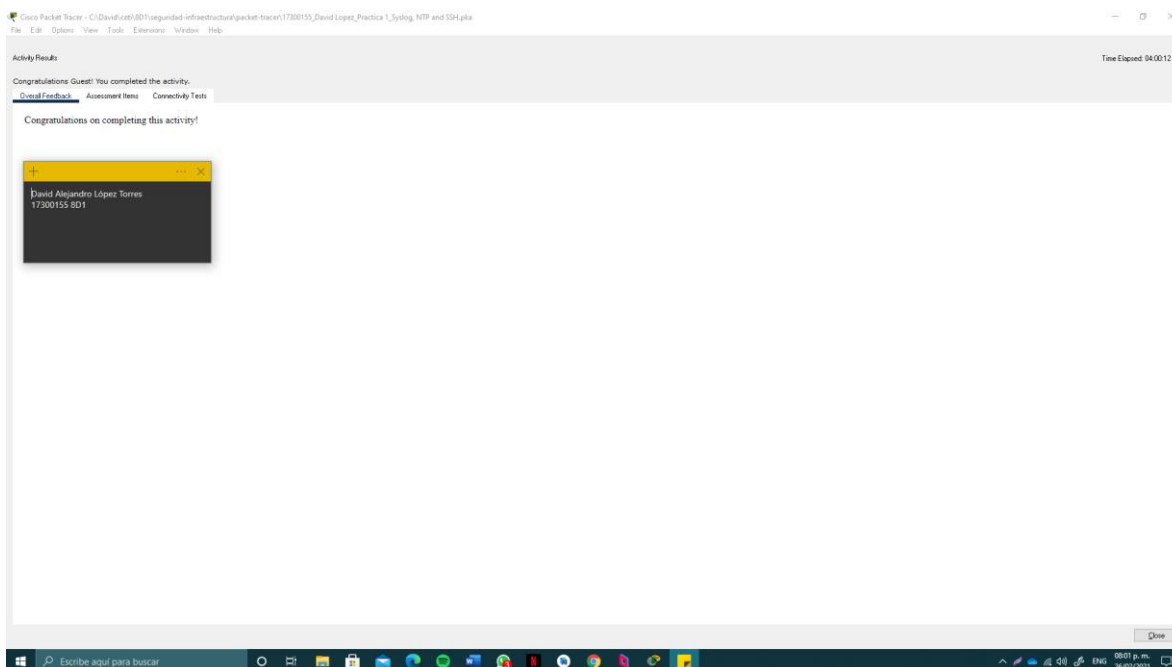 Cisco Packet Tracer - C:\David\ceti\8D1\seguridad-infraestructura\packet-tracer\17300155_David Lopez_Practica 1_Syslog, NTP and SSH.pka
File Edit Options View Tools Extensions Window Help
Activity Results
Time Elapsed: 04:00:12
Congratulations Guest! You completed the activity.
Overall Feedback Assessment Items Connectivity Tests
Congratulations on completing this activity!
David Alejandro López Torres
17300155 8D1
Close
Escribe aquí para buscar
ENG
08:01 p. m.
26/02/2021